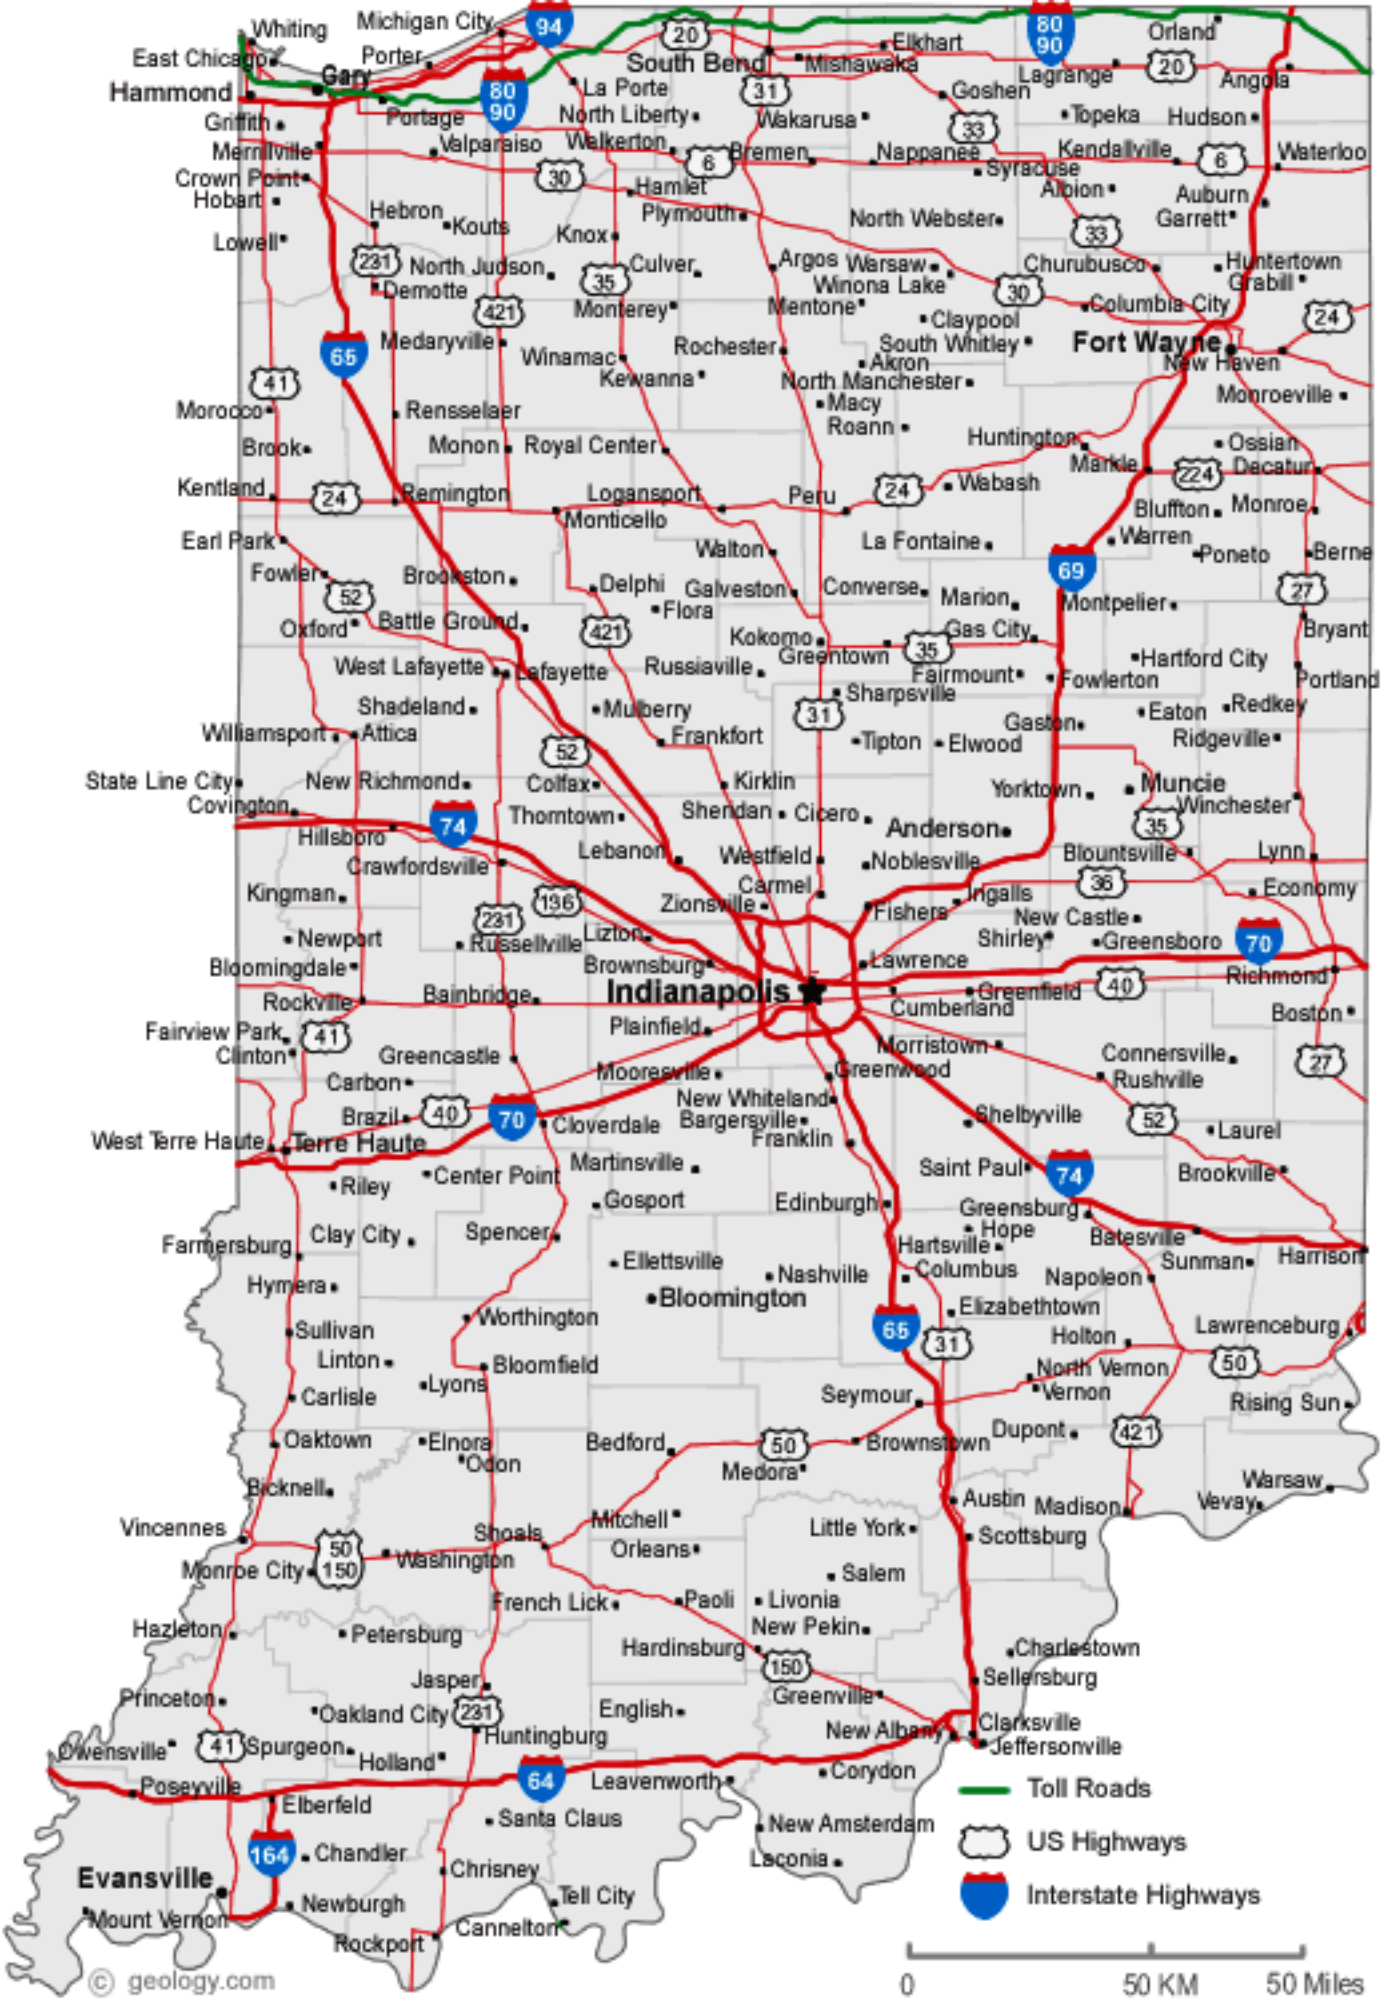 Whiting
Michigan City
94
20
80
90
Orland
East Chicago
Porter
South Bend
Elkhart
Mishawaka
Lagrange
20
Angola
Gary
Hammond
80
90
La Porte
31
Goshen
Griffith
Portage
North Liberty
Wakarusa
33
Topeka
Hudson
Merrillville
Valparaiso
Walkerton
6
Bremen
Nappanee
Kendallville
6
Waterloo
Crown Point
30
Hamlet
Syracuse
Albion
Auburn
Hobart
Hebron
Kouts
Plymouth
North Webster
33
Garrett
Lowell
231
North Judson
Knox
35
Culver
Argos
Warsaw
Churubusco
Huntertown
Demotte
Winona Lake
30
Grabill
421
Monterey
Mentone
Claypool
Columbia City
24
65
Medaryville
Winamac
Rochester
South Whitley
Fort Wayne
Akron
New Haven
41
Kewanna
North Manchester
Monroeville
Morocco
Rensselaer
Macy
Roann
Brook
Monon
Royal Center
Huntington
Ossian
Markle
224
Decatur
Kentland
24
Remington
Logansport
Peru
24
Wabash
Monticello
Bluffton
Monroe
Earl Park
Walton
La Fontaine
Warren
Poneto
Berne
Fowler
52
Brookston
Delphi
Galveston
Converse
Marion
69
Montpelier
27
Flora
Oxford
Battle Ground
421
Kokomo
Greentown
35
Gas City
Bryant
West Lafayette
Lafayette
Russiaville
Fairmount
Fowlerton
Hartford City
Portland
Shadeland
Mulberry
Sharpsville
31
Gaston
Eaton
Redkey
Williamsport
Attica
52
Frankfort
Tipton
Elwood
Ridgeville
State Line City
New Richmond
Colfax
Kirklin
Yorktown
Muncie
Covington
74
Thorntown
Sheridan
Cicero
Anderson
35
Winchester
Hillsboro
Lebanon
Westfield
Noblesville
Blountsville
Lynn
Crawfordsville
Kingman
136
Zionsville
Carmel
Ingalls
36
Economy
231
Fishers
New Castle
Newport
Russellville
Lizton
Shirley
Greensboro
70
Bloomingdale
Brownsburg
Lawrence
Richmond
Rockville
Bainbridge
Indianapolis
Greenfield
40
Cumberland
Fairview Park
41
Plainfield
Boston
Clinton
Greencastle
Morristown
Connersville
27
Carbon
Mooresville
Greenwood
Rushville
Brazil
40
70
Cloverdale
New Whiteland
Bargersville
Shelbyville
52
Laurel
West Terre Haute
Terre Haute
Franklin
Riley
Center Point
Martinsville
Saint Paul
74
Brookville
Gosport
Edinburgh
Greensburg
Clay City
Spencer
Hope
Batesville
Farmersburg
Hartsville
Sunman
Harrison
Hymera
Ellettsville
Nashville
Columbus
Napoleon
Bloomington
Worthington
65
Elizabethtown
Sullivan
31
Holton
Lawrenceburg
Linton
Bloomfield
50
Lyons
North Vernon
Vernon
Carlisle
Seymour
Rising Sun
Oaktown
Elnora
Bedford
50
Brownstown
Dupont
421
Odon
Medora
Bicknell
Warsaw
Vincennes
Mitchell
Austin
Madison
Vevay
Shoals
Little York
Scottsburg
50
150
Washington
Orleans
Monroe City
Salem
French Lick
Paoli
Livonia
Hazleton
Petersburg
New Pekin
Hardinsburg
Charlestown
Jasper
150
Sellersburg
Princeton
Oakland City
231
English
Greenville
Owensville
41
Spurgeon
Huntingburg
New Albany
Clarksville
Holland
Jeffersonville
Poseyville
64
Leavenworth
Corydon
Toll Roads
Elberfeld
Santa Claus
New Amsterdam
US Highways
164
Chandler
Laconia
Evansville
Chrisney
Interstate Highways
Newburgh
Tell City
Mount Vernon
Cannelton
Rockport
© geology.com
0
50 KM
50 Miles